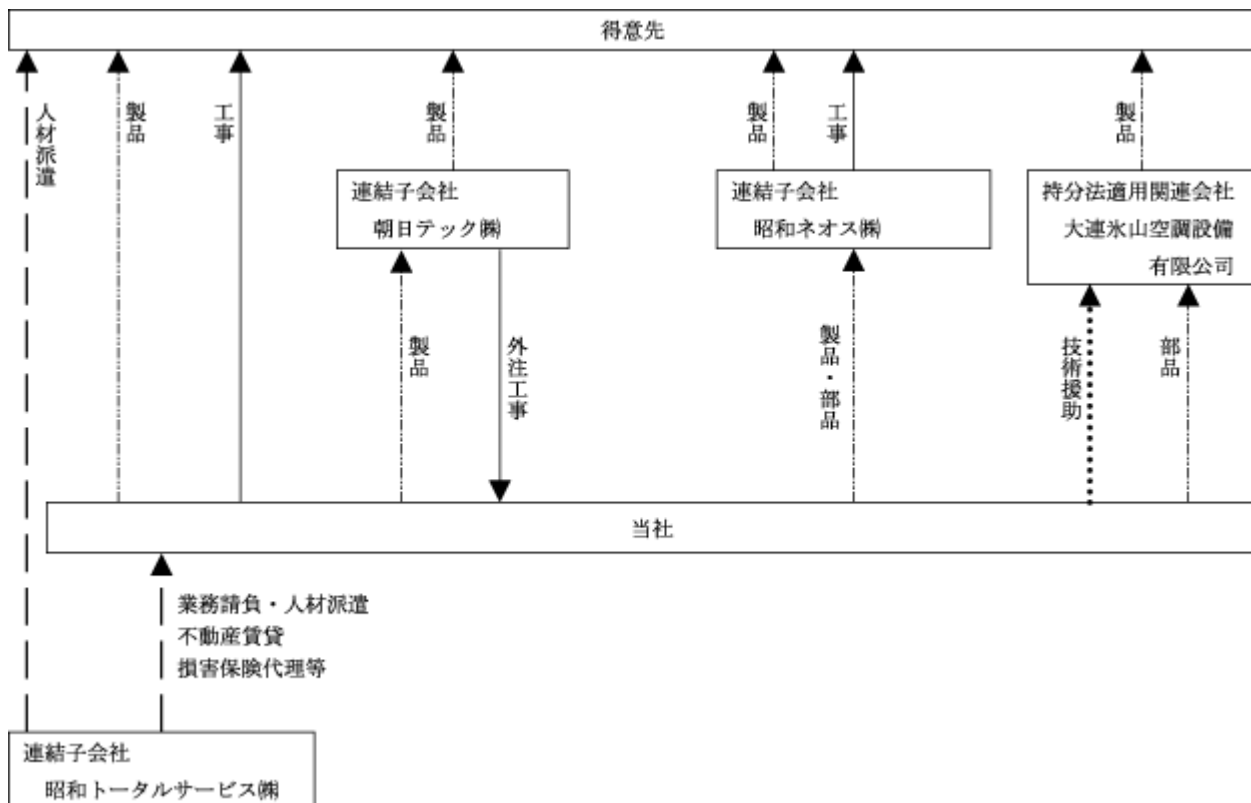 得意先
人材派遣
製品
工事
製品
製品
工事
製品
連結子会社
朝日テック㈱
連結子会社
昭和ネオス㈱
持分法適用関連会社
大連氷山空調設備
有限公司
製品
外注工事
製品・部品
技術援助
部品
当社
業務請負・人材派遣
不動産賃貸
損害保険代理等
連結子会社
昭和トータルサービス㈱